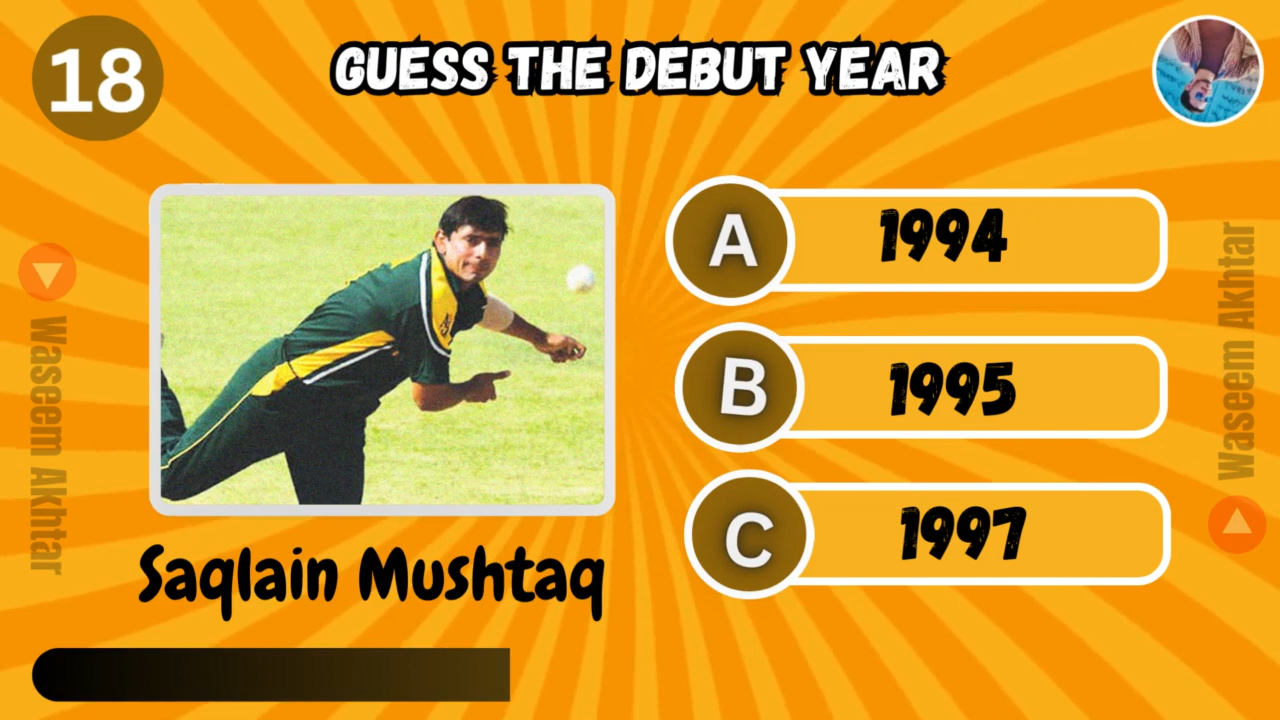 18
GUESS THE DEBUT YEAR
A 1994
B 1995
C 1997
Saqlain Mushtaq
Waseem Akhtar
Waseem Akhtar